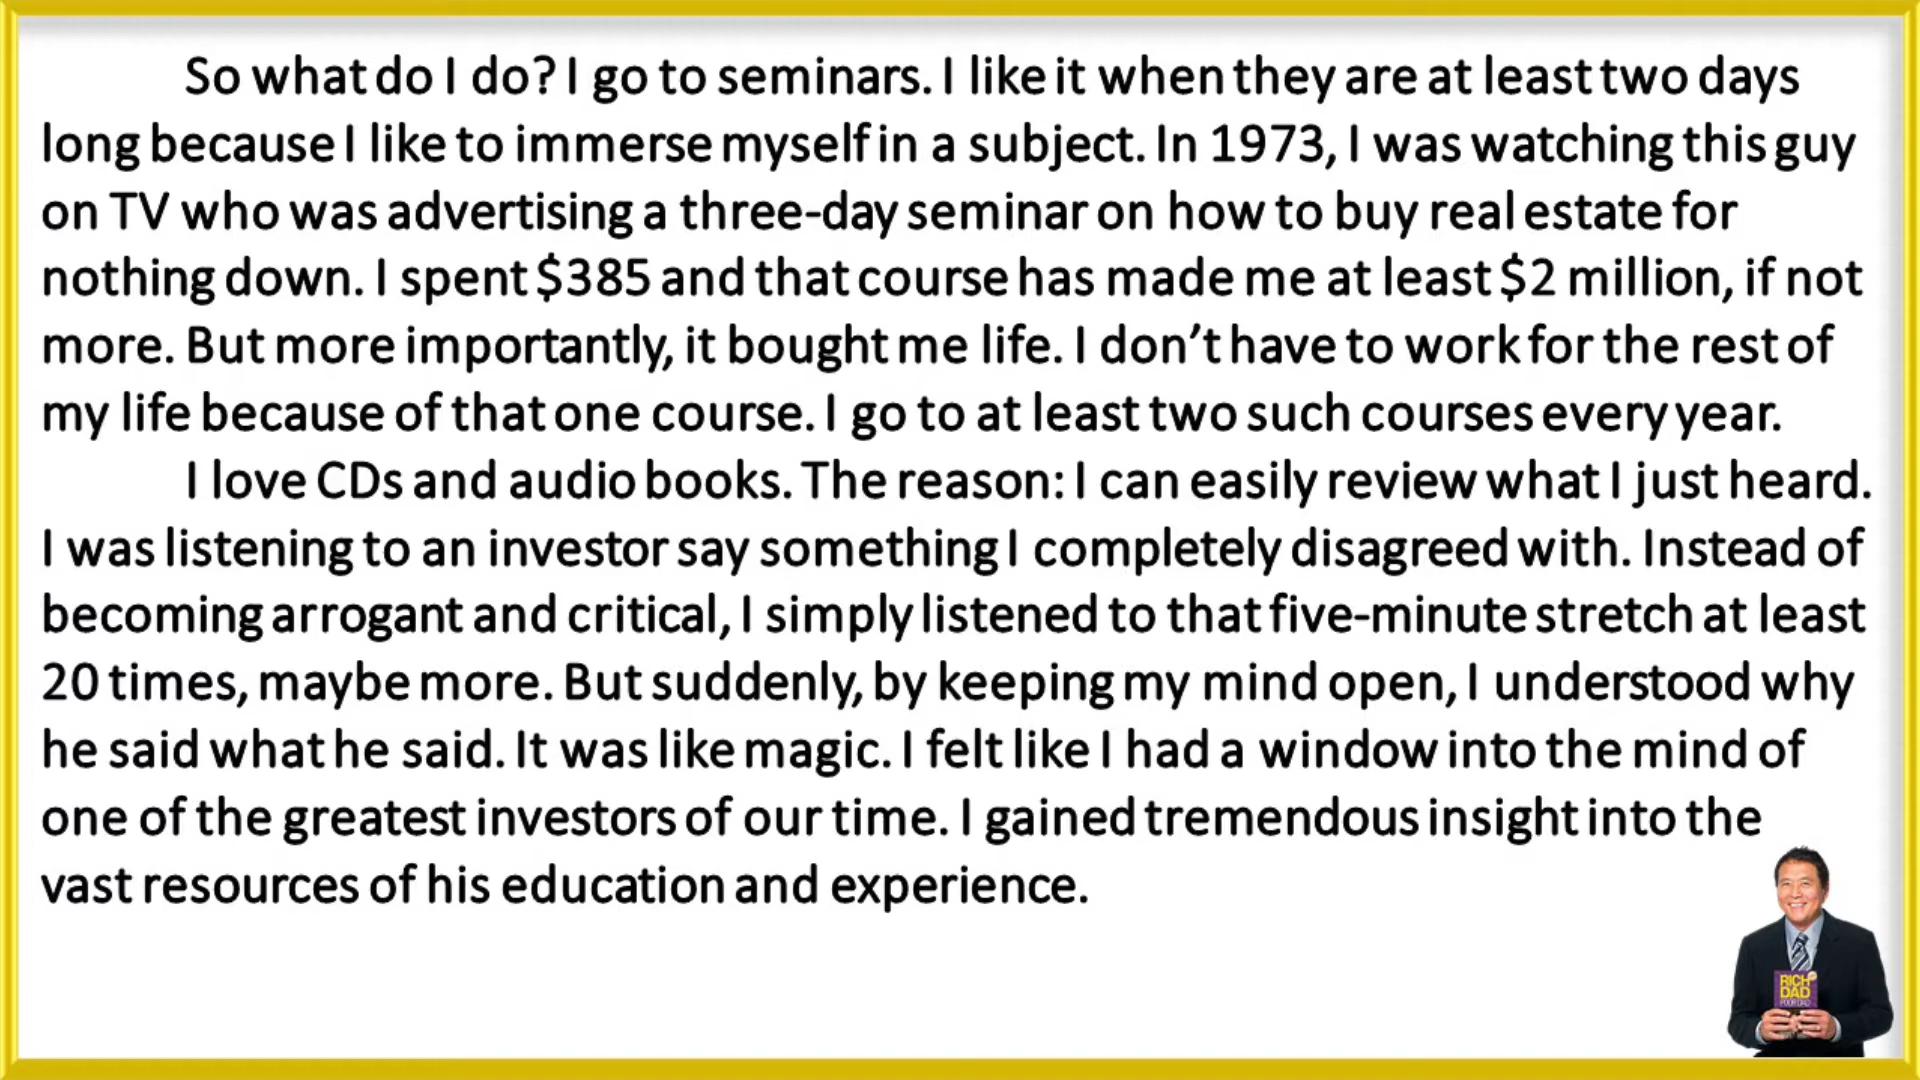 So what do I do? I go to seminars. I like it when they are at least two days
long because I like to immerse myself in a subject. In 1973, I was watching this guy
on TV who was advertising a three-day seminar on how to buy real estate for
nothing down. I spent $385 and that course has made me at least $2 million, if not
more. But more importantly, it bought me life. I don’t have to work for the rest of
my life because of that one course. I go to at least two such courses every year.
I love CDs and audio books. The reason: I can easily review what I just heard.
I was listening to an investor say something I completely disagreed with. Instead of
becoming arrogant and critical, I simply listened to that five-minute stretch at least
20 times, maybe more. But suddenly, by keeping my mind open, I understood why
he said what he said. It was like magic. I felt like I had a window into the mind of
one of the greatest investors of our time. I gained tremendous insight into the
vast resources of his education and experience.
RICH
DAD
POOR DAD